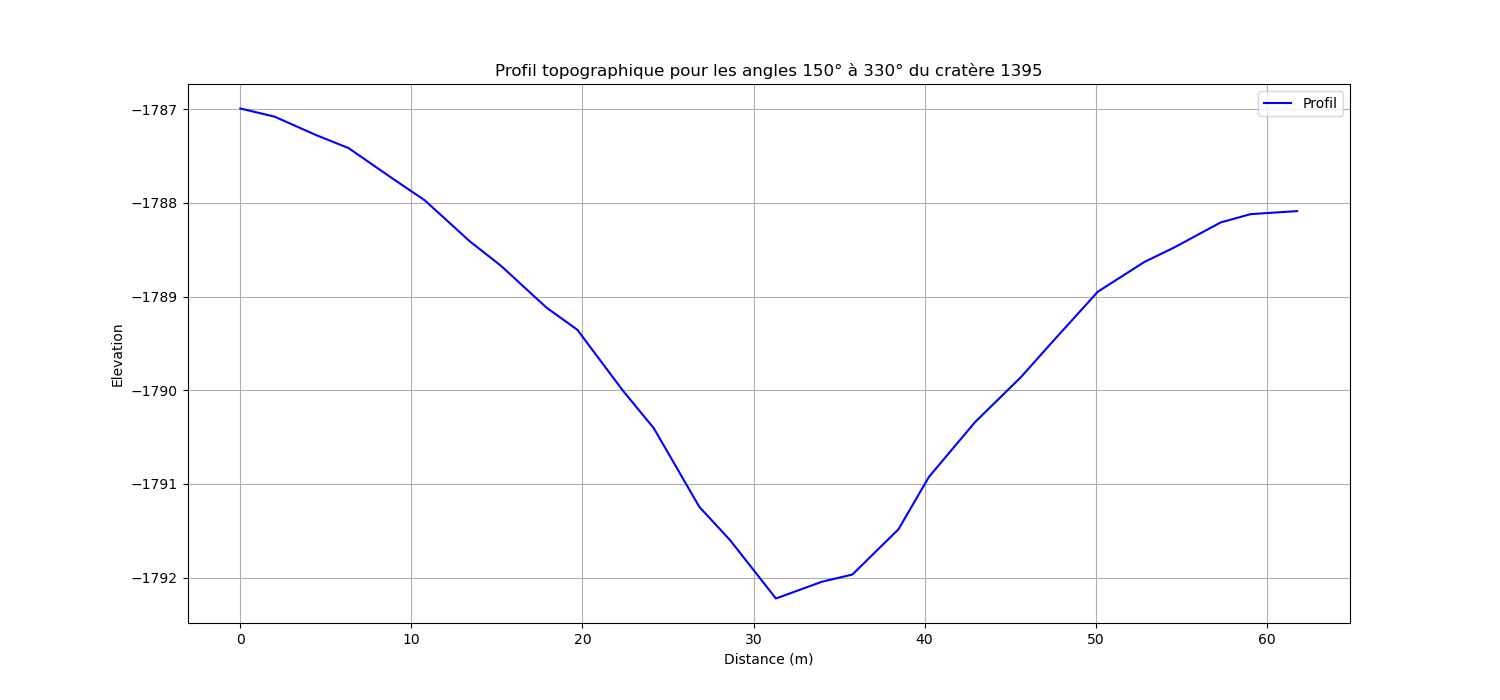 Profil topographique pour les angles 150° à 330° du cratère 1395
Profil
−1787
−1788
−1789
−1790
−1791
−1792
Elevation
0 10 20 30 40 50 60
Distance (m)